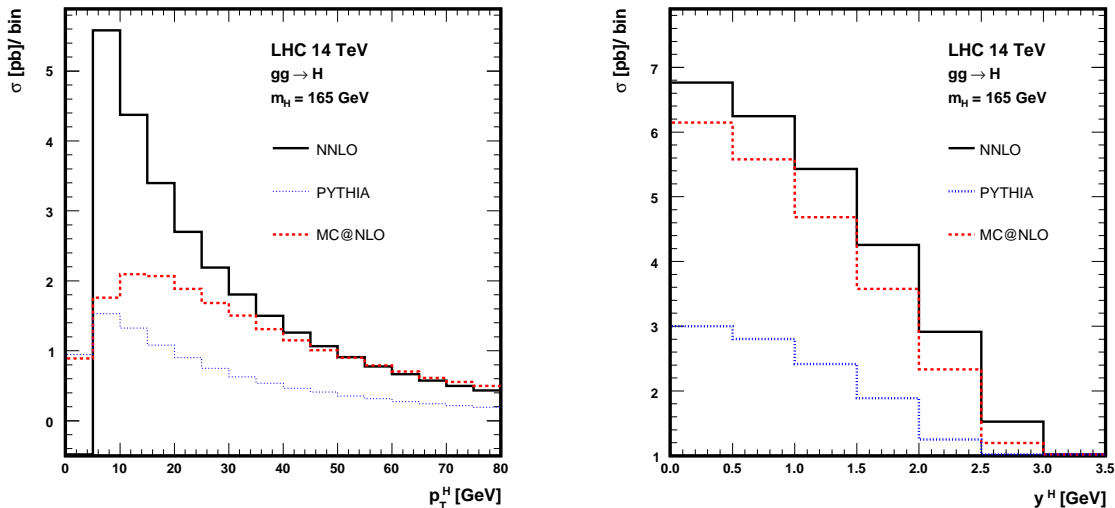 σ [pb]/ bin
LHC 14 TeV
gg → H
m_H = 165 GeV
NNLO
PYTHIA
MC@NLO
5
4
3
2
1
0
0 10 20 30 40 50 60 70 80
p_T^H [GeV]
σ [pb]/ bin
LHC 14 TeV
gg → H
m_H = 165 GeV
NNLO
PYTHIA
MC@NLO
7
6
5
4
3
2
1
0.0 0.5 1.0 1.5 2.0 2.5 3.0 3.5
y^H [GeV]